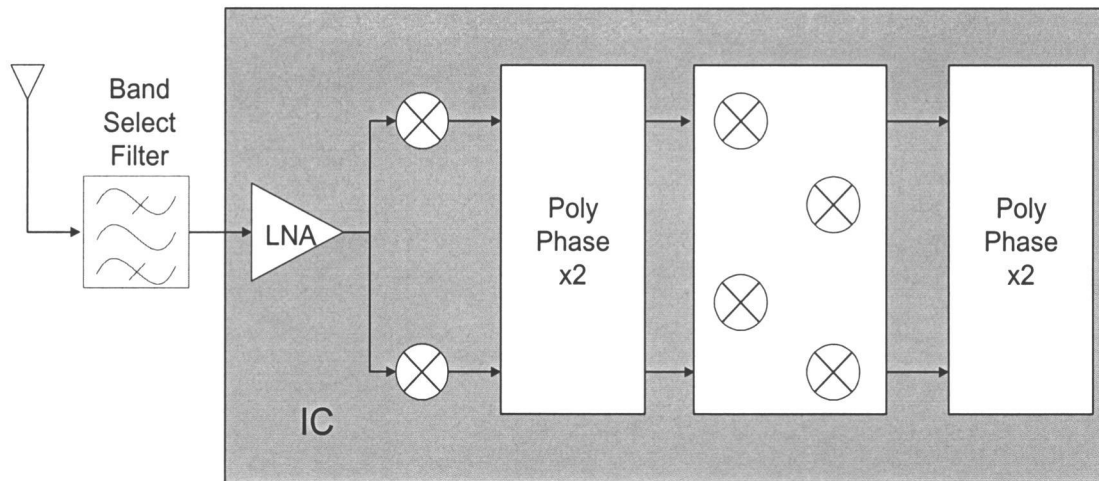 Band
Select
Filter
LNA
Poly
Phase
x2
Poly
Phase
x2
IC